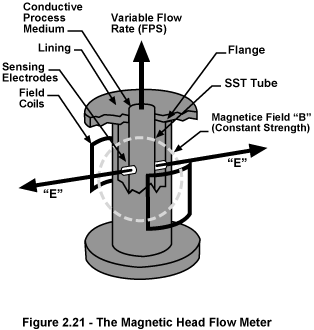 Conductive
Process
Medium
Variable Flow
Rate (FPS)
Lining
Flange
Sensing
Electrodes
SST Tube
Field
Coils
Magnetice Field “B”
(Constant Strength)
“E”
“E”
Figure 2.21 - The Magnetic Head Flow Meter